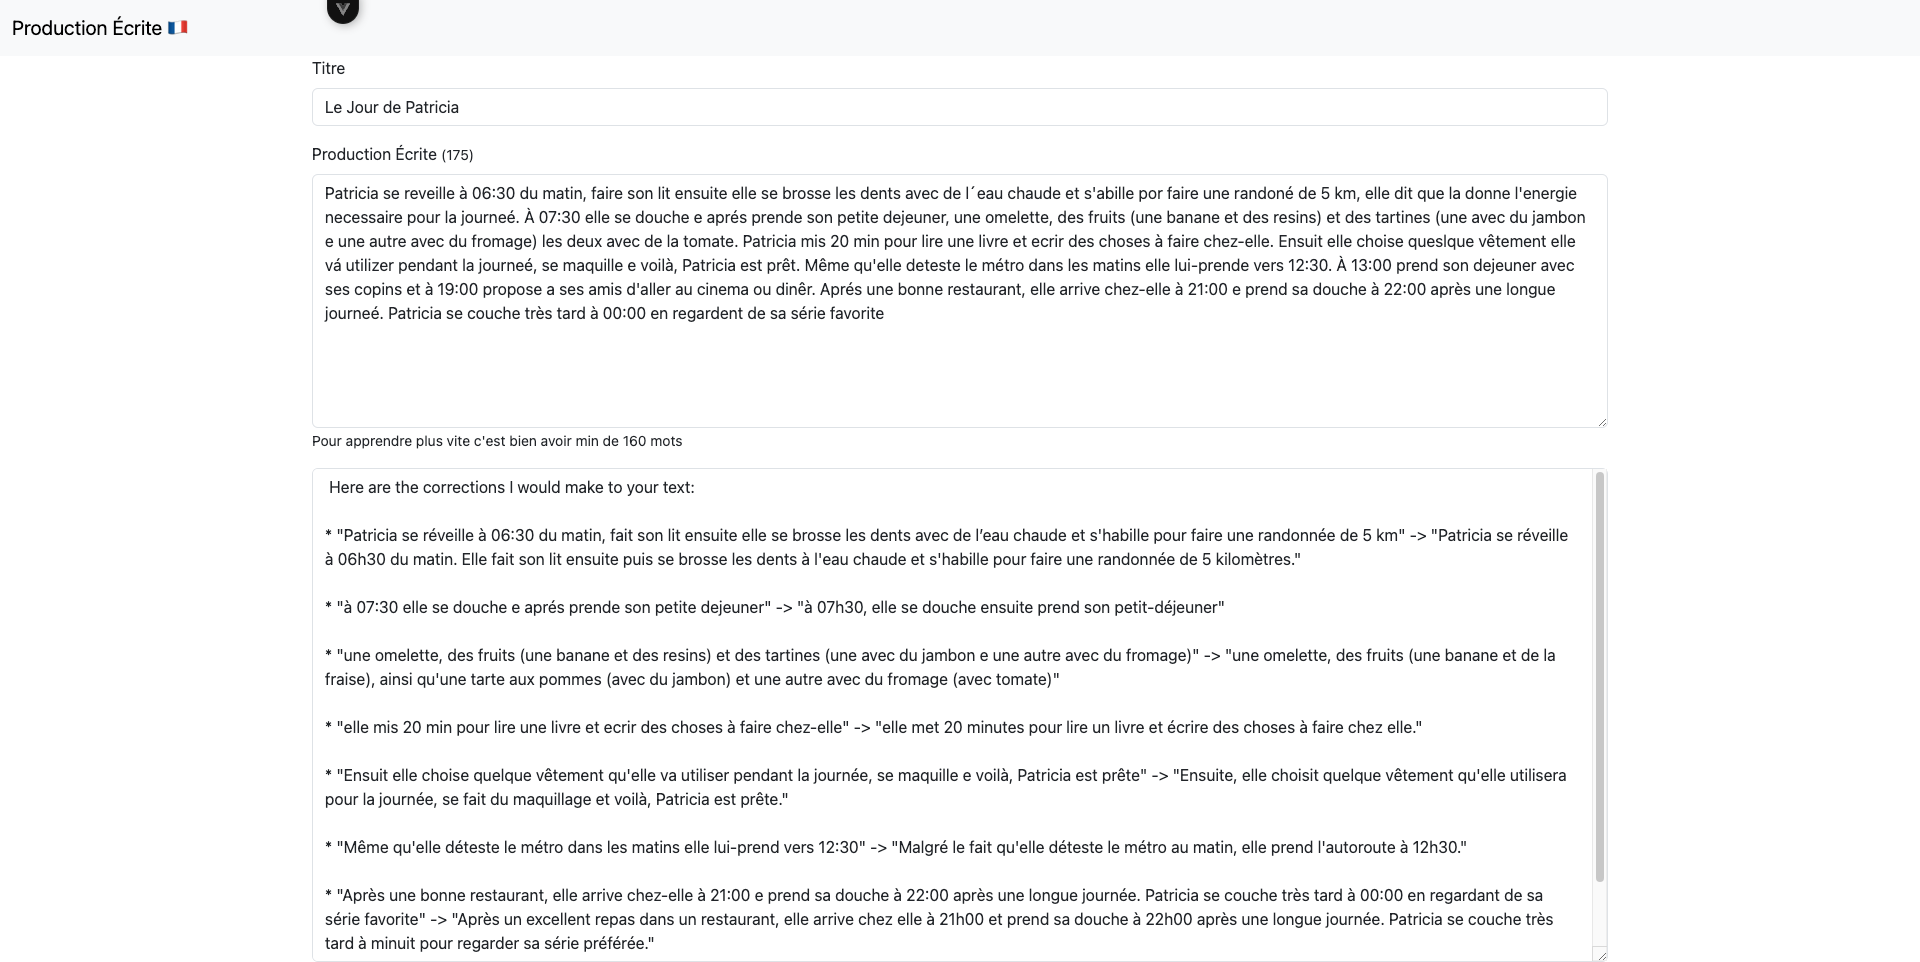 Production Écrite 🇫🇷
Titre
Le Jour de Patricia
Production Écrite (175)
Patricia se reveille à 06:30 du matin, faire son lit ensuite elle se brosse les dents avec de l´eau chaude et s'abille por faire une randoné de 5 km, elle dit que la donne l'energie
necessaire pour la journeé. À 07:30 elle se douche e aprés prende son petite dejeuner, une omelette, des fruits (une banane et des resins) et des tartines (une avec du jambon
e une autre avec du fromage) les deux avec de la tomate. Patricia mis 20 min pour lire une livre et ecrir des choses à faire chez-elle. Ensuit elle choise queslque vêtement elle
vá utilizer pendant la journeé, se maquille e voilà, Patricia est prêt. Même qu'elle deteste le métro dans les matins elle lui-prende vers 12:30. À 13:00 prend son dejeuner avec
ses copins et à 19:00 propose a ses amis d'aller au cinema ou dinêr. Aprés une bonne restaurant, elle arrive chez-elle à 21:00 e prend sa douche à 22:00 après une longue
journeé. Patricia se couche très tard à 00:00 en regardent de sa série favorite
Pour apprendre plus vite c'est bien avoir min de 160 mots
Here are the corrections I would make to your text:
* "Patricia se réveille à 06:30 du matin, fait son lit ensuite elle se brosse les dents avec de l’eau chaude et s'habille pour faire une randonnée de 5 km" -> "Patricia se réveille
à 06h30 du matin. Elle fait son lit ensuite puis se brosse les dents à l'eau chaude et s'habille pour faire une randonnée de 5 kilomètres."
* "à 07:30 elle se douche e aprés prende son petite dejeuner" -> "à 07h30, elle se douche ensuite prend son petit-déjeuner"
* "une omelette, des fruits (une banane et des resins) et des tartines (une avec du jambon e une autre avec du fromage)" -> "une omelette, des fruits (une banane et de la
fraise), ainsi qu'une tarte aux pommes (avec du jambon) et une autre avec du fromage (avec tomate)"
* "elle mis 20 min pour lire une livre et ecrir des choses à faire chez-elle" -> "elle met 20 minutes pour lire un livre et écrire des choses à faire chez elle."
* "Ensuit elle choise quelque vêtement qu'elle va utiliser pendant la journée, se maquille e voilà, Patricia est prête" -> "Ensuite, elle choisit quelque vêtement qu'elle utilisera
pour la journée, se fait du maquillage et voilà, Patricia est prête."
* "Même qu'elle déteste le métro dans les matins elle lui-prend vers 12:30" -> "Malgré le fait qu'elle déteste le métro au matin, elle prend l'autoroute à 12h30."
* "Après une bonne restaurant, elle arrive chez-elle à 21:00 e prend sa douche à 22:00 après une longue journée. Patricia se couche très tard à 00:00 en regardant de sa
série favorite" -> "Après un excellent repas dans un restaurant, elle arrive chez elle à 21h00 et prend sa douche à 22h00 après une longue journée. Patricia se couche très
tard à minuit pour regarder sa série préférée."